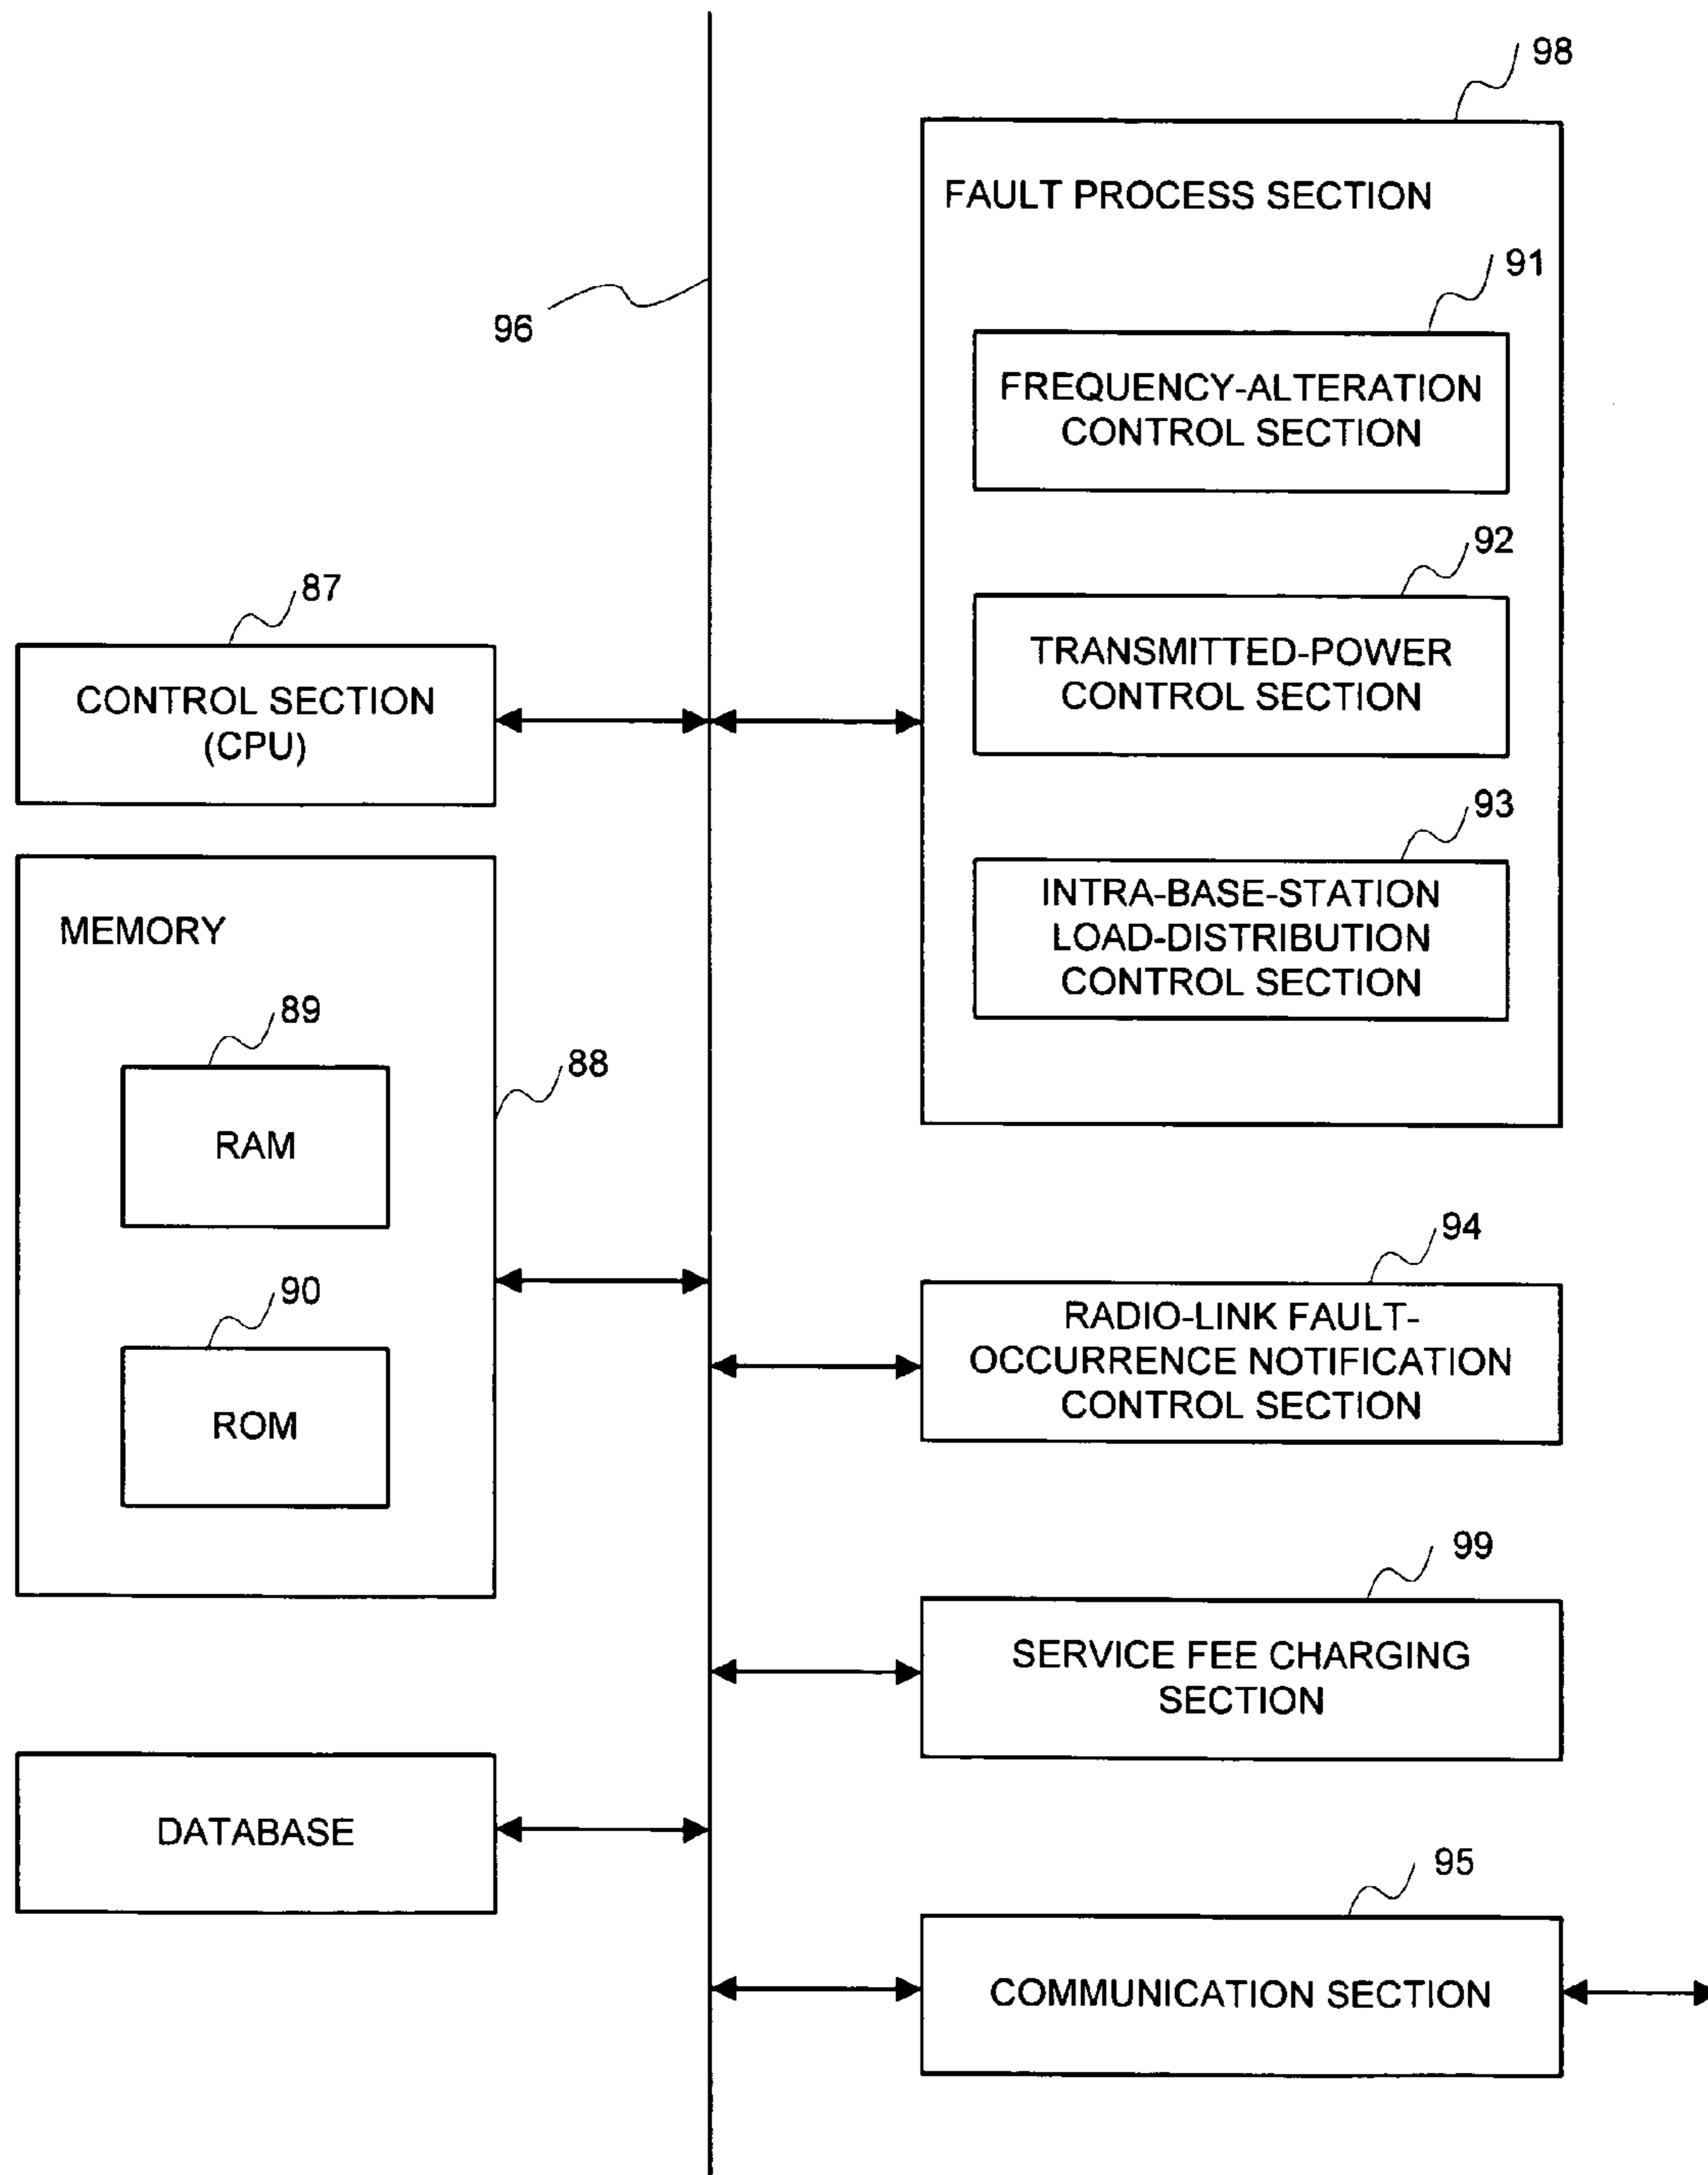 98
FAULT PROCESS SECTION
91
FREQUENCY-ALTERATION
CONTROL SECTION
96
92
TRANSMITTED-POWER
CONTROL SECTION
87
CONTROL SECTION
(CPU)
93
INTRA-BASE-STATION
LOAD-DISTRIBUTION
CONTROL SECTION
MEMORY
89
RAM
88
90
ROM
94
RADIO-LINK FAULT-
OCCURRENCE NOTIFICATION
CONTROL SECTION
99
SERVICE FEE CHARGING
SECTION
DATABASE
95
COMMUNICATION SECTION